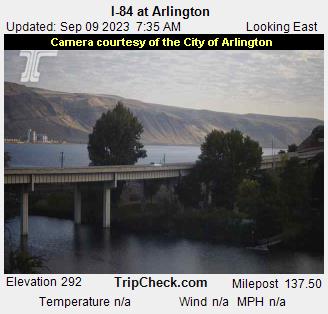 I-84 at Arlington
Updated: Sep 09 2023 7:35 AM Looking East
Camera courtesy of the City of Arlington
Elevation 292 TripCheck.com Milepost 137.50
Temperature n/a Wind n/a MPH n/a